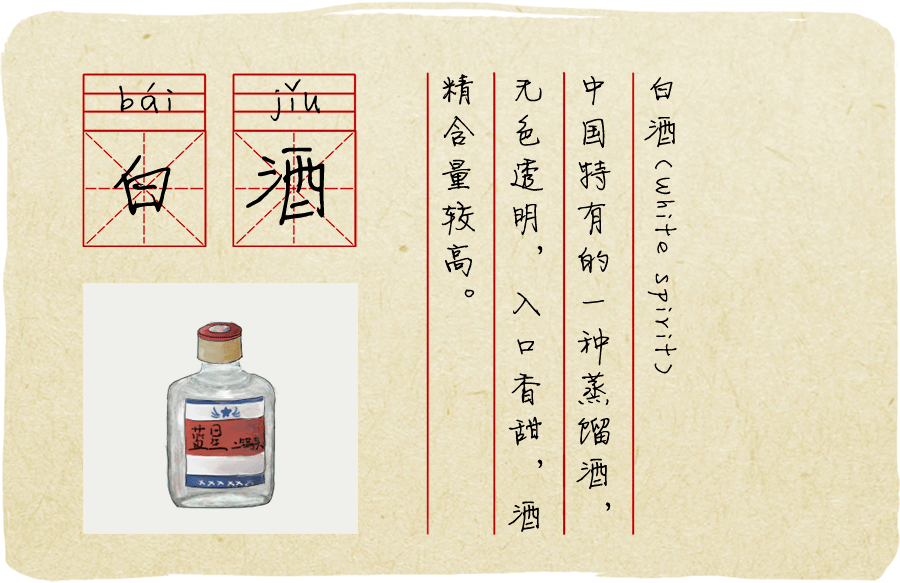 bái jiǔ
白酒
白酒(white spirit)
中国特有的一种蒸馏酒,
无色透明,入口香甜,酒
精含量较高。
蓝星